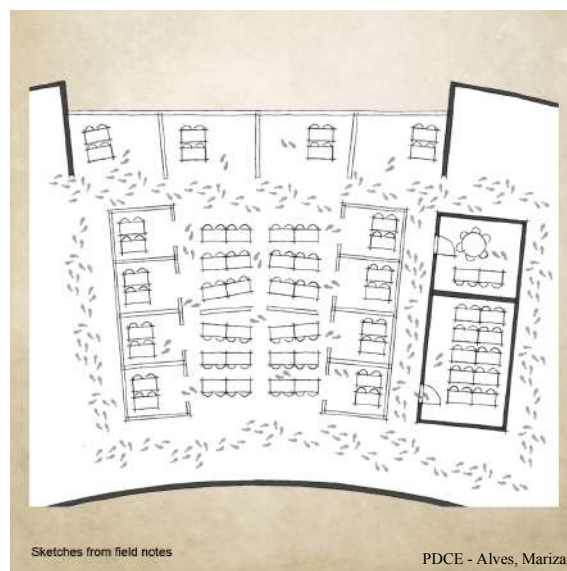 Sketches from field notes
PDCE - Alves, Mariza